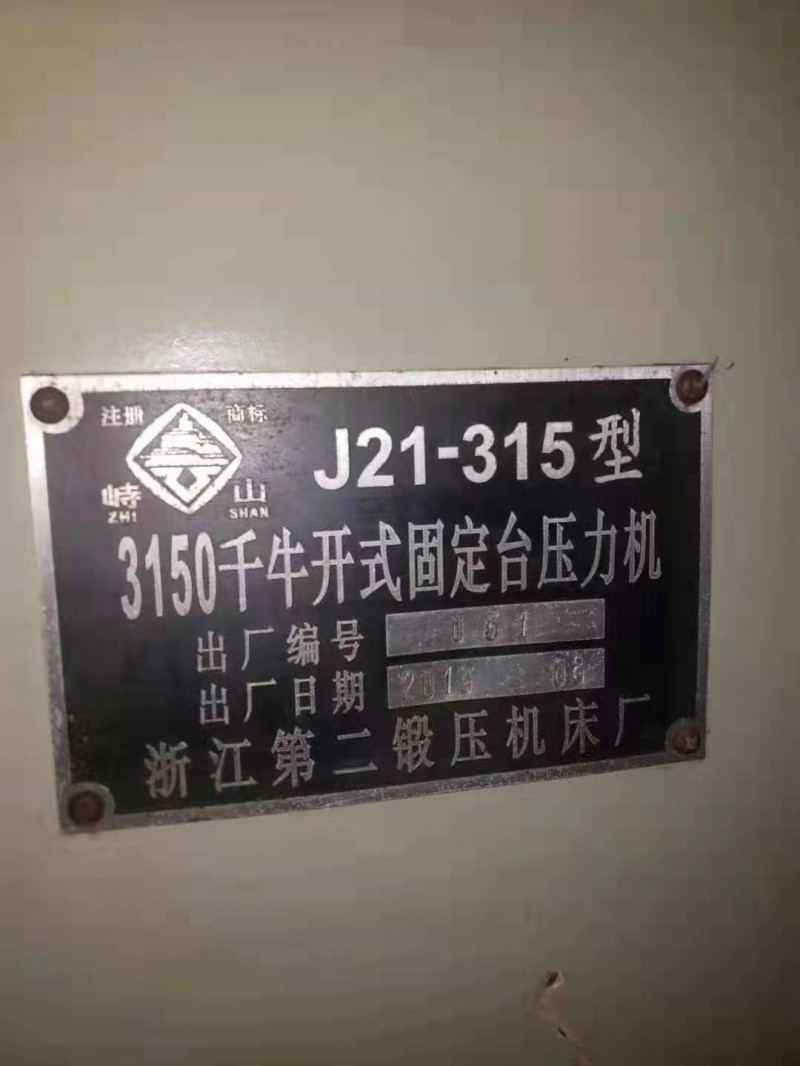 注册 商标
峙 山
ZHI SHAN
J21-315型
3150千牛开式固定台压力机
出厂编号
出厂日期
浙江第二锻压机床厂